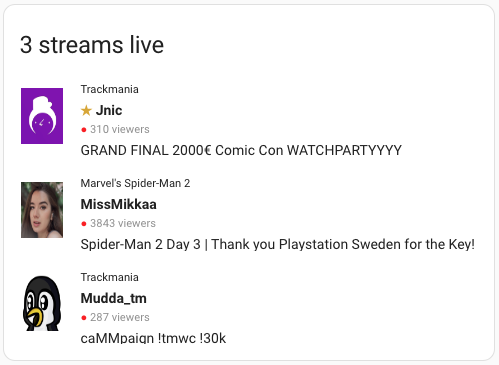 3 streams live
Trackmania
★ Jnic
● 310 viewers
GRAND FINAL 2000€ Comic Con WATCHPARTYYYY
Marvel's Spider-Man 2
MissMikkaa
● 3843 viewers
Spider-Man 2 Day 3 | Thank you Playstation Sweden for the Key!
Trackmania
Mudda_tm
● 287 viewers
caMMpaign !tmwc !30k